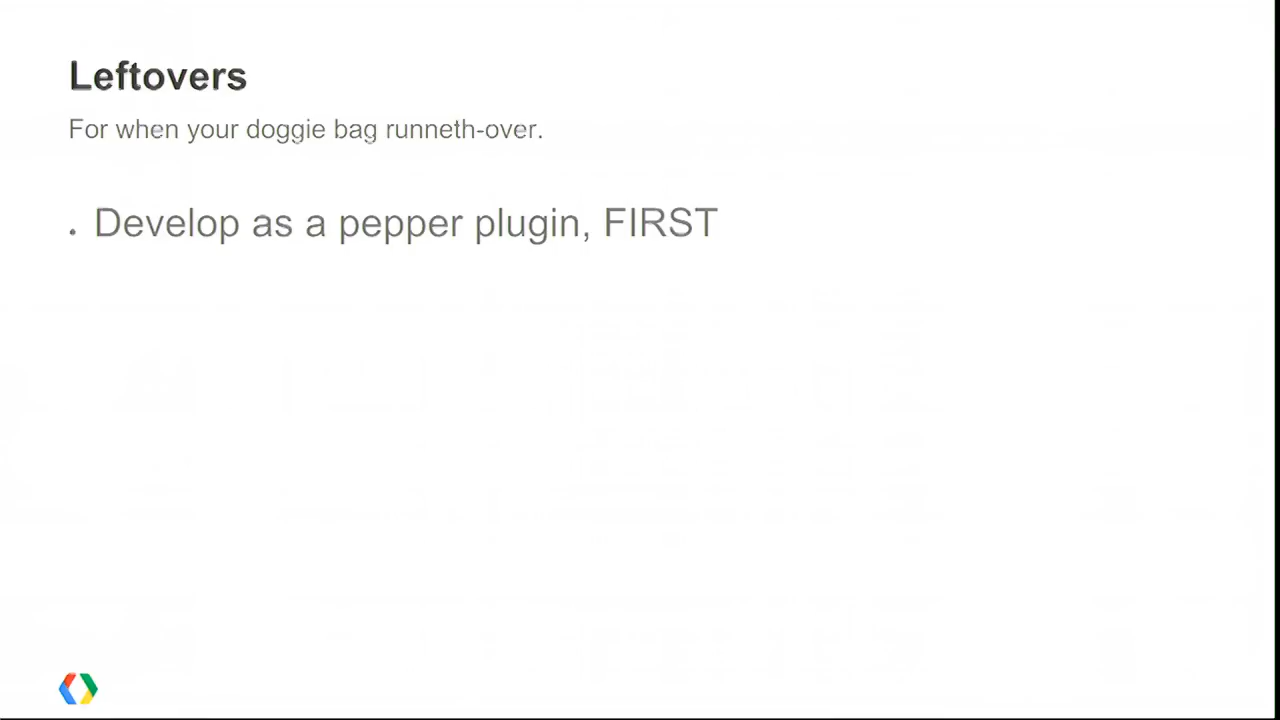 Leftovers
For when your doggie bag runneth-over.
. Develop as a pepper plugin, FIRST